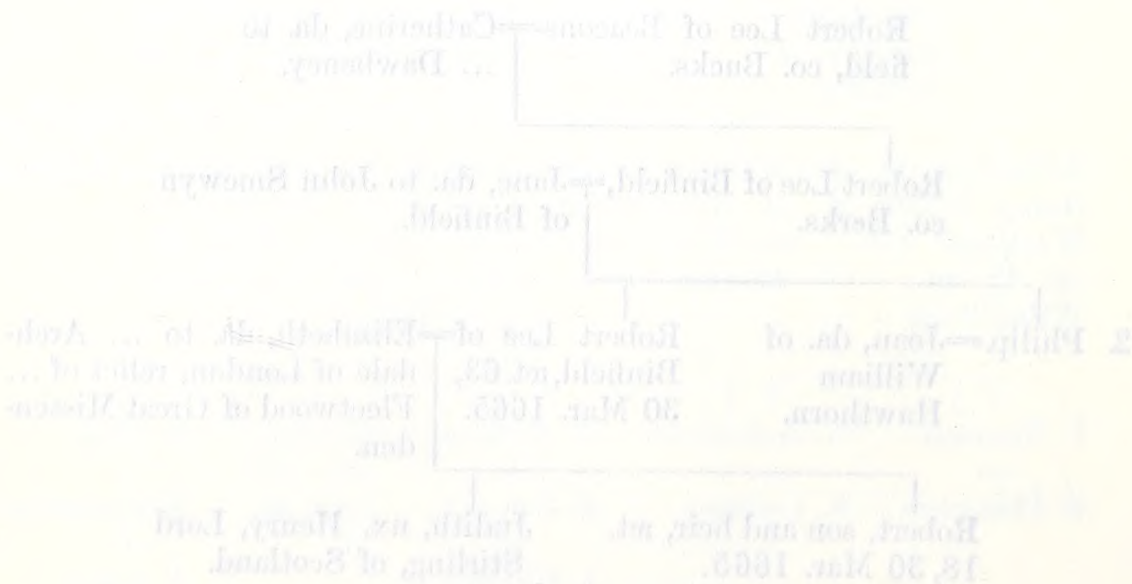 Robert Lee of Beacons==Catherine, da. to
field, co. Bucks. ... Dawbeney.
Robert Lee of Binfield,==Jane, da. to John Smewyn
co. Berks. of Binfield.
2. Philip.==Joan, da. of Robert Lee of==Elizabeth, da. to ... Arch-
William Binfield, æt. 63, dale of London, relict of ...
Hawthorn. 30 Mar. 1665. Fleetwood of Great Missen-
den.
Robert, son and heir, æt. Judith, ux. Henry, Lord
18, 30 Mar. 1665. Stirling, of Scotland.